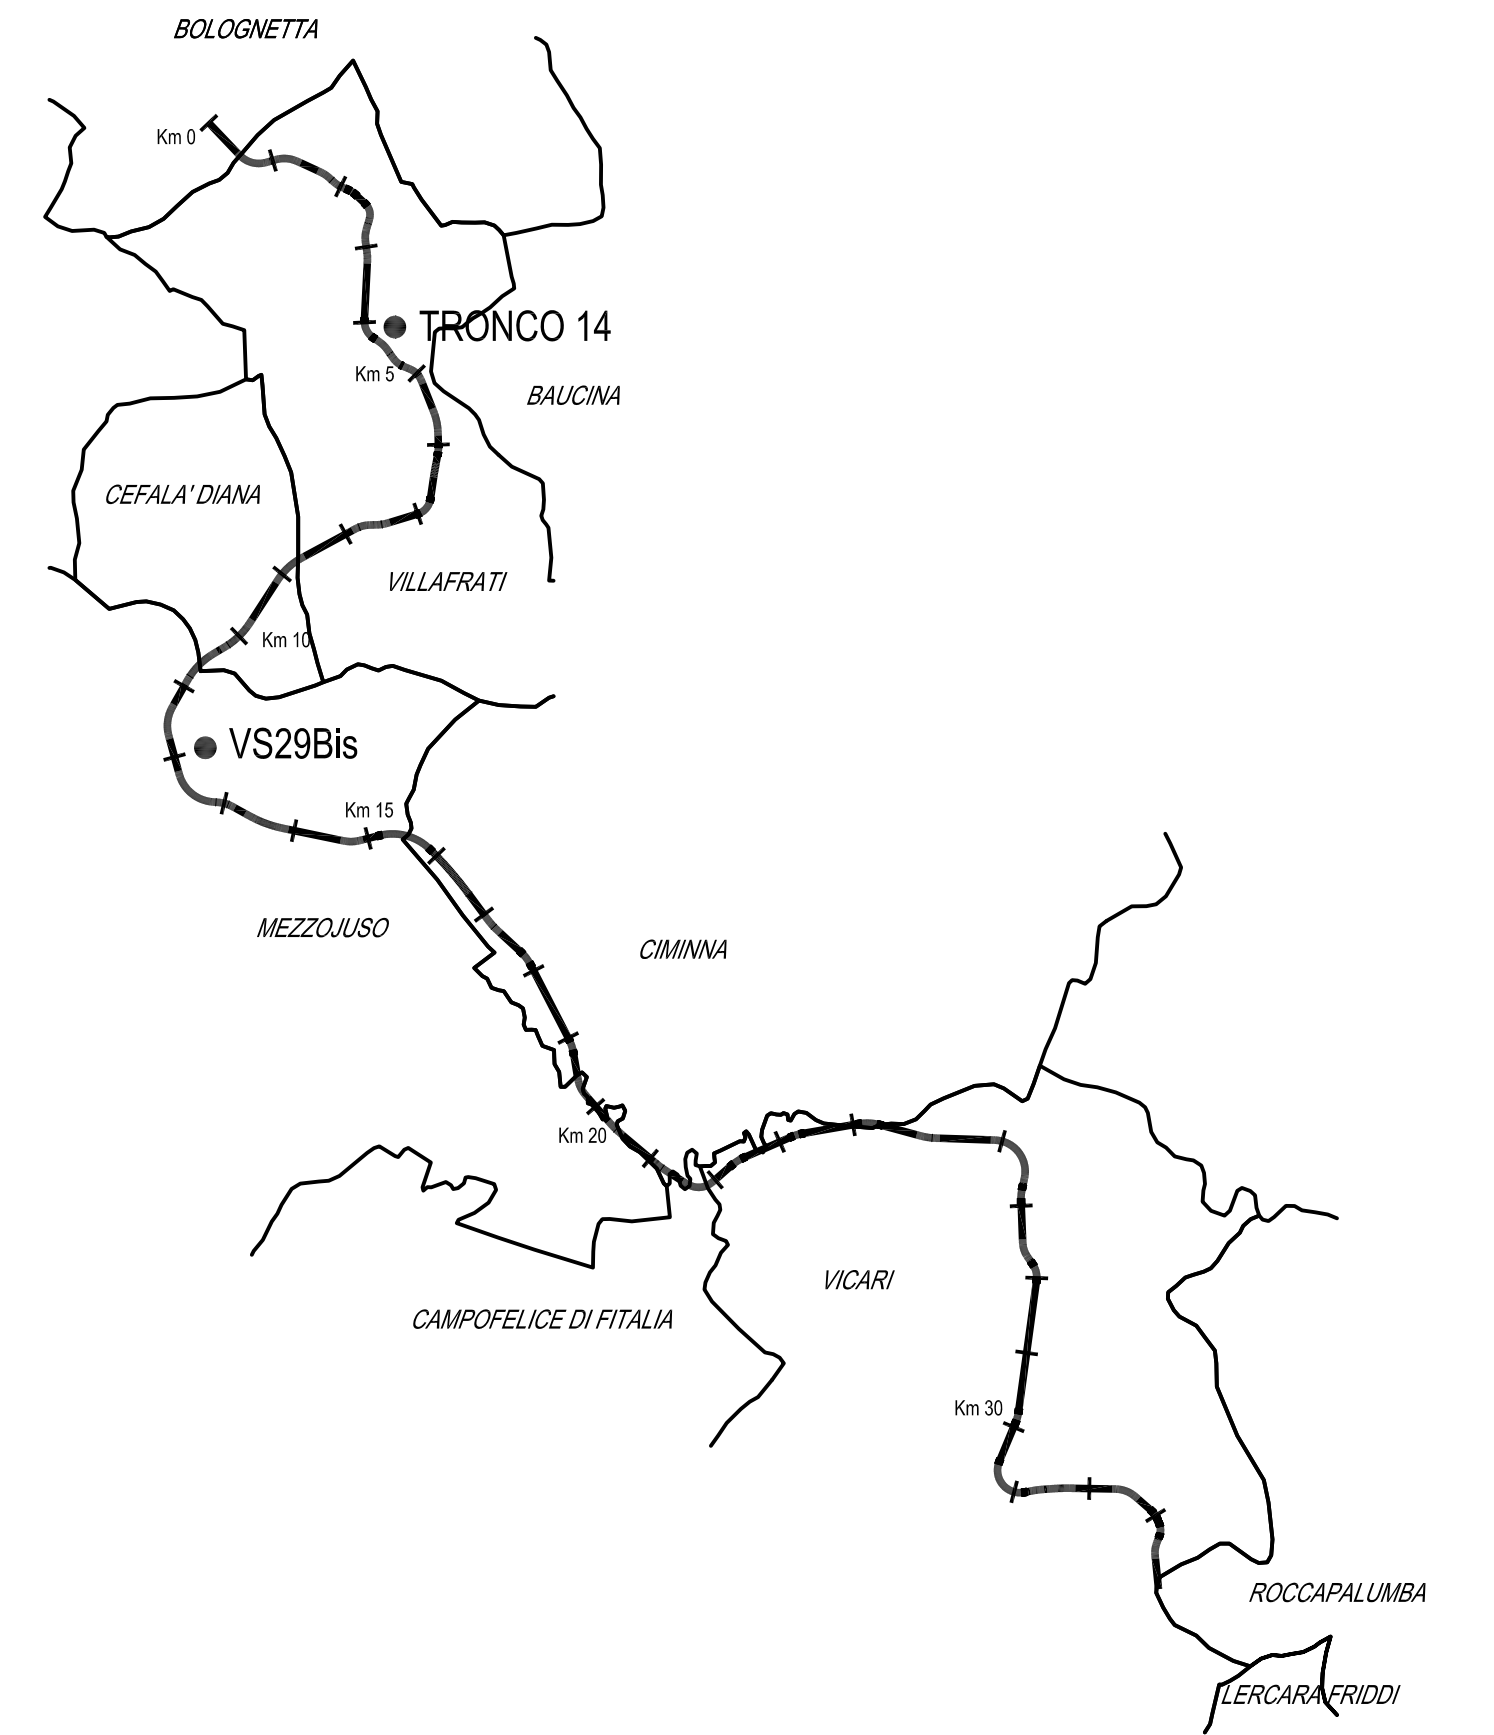 BOLOGNETTA
Km 0
TRONCO 14
Km 5
BAUCINA
CEFALA' DIANA
VILLAFRATI
Km 10
VS29Bis
Km 15
MEZZOJUSO
CIMINNA
Km 20
VICARI
CAMPOFELICE DI FITALIA
Km 30
ROCCAPALUMBA
LERCARA FRIDDI